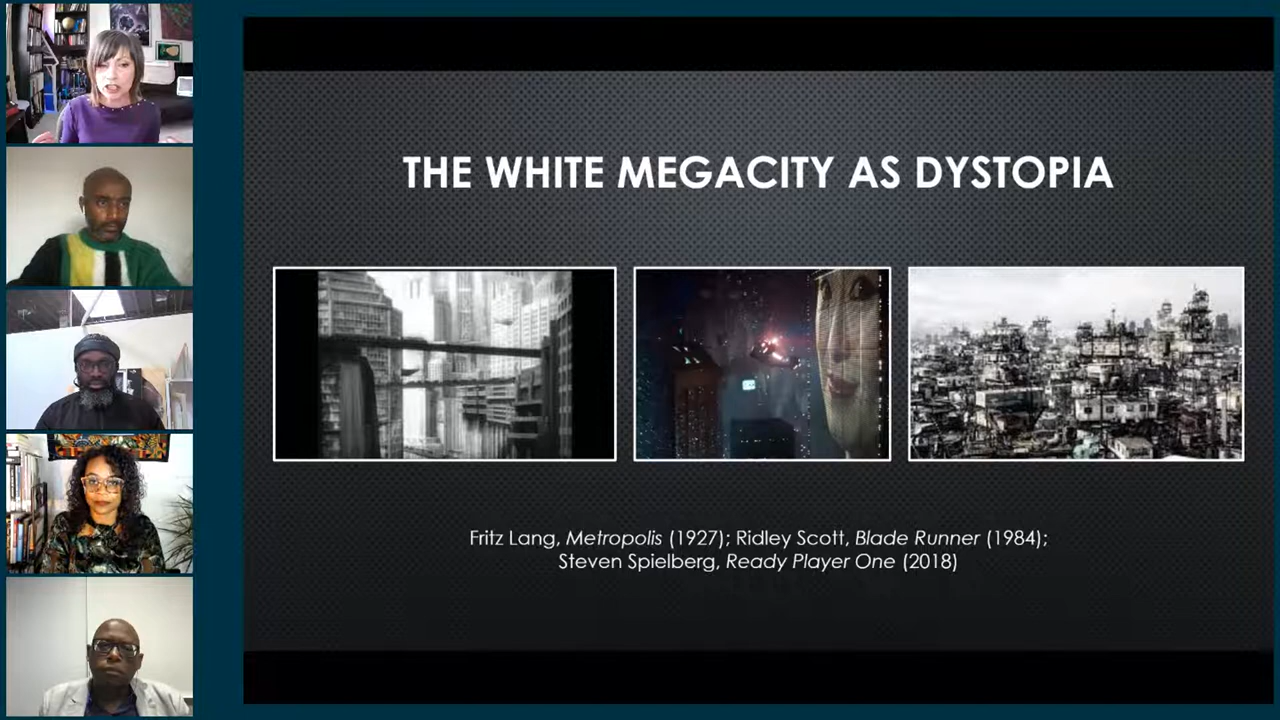 THE WHITE MEGACITY AS DYSTOPIA
Fritz Lang, Metropolis (1927); Ridley Scott, Blade Runner (1984);
Steven Spielberg, Ready Player One (2018)